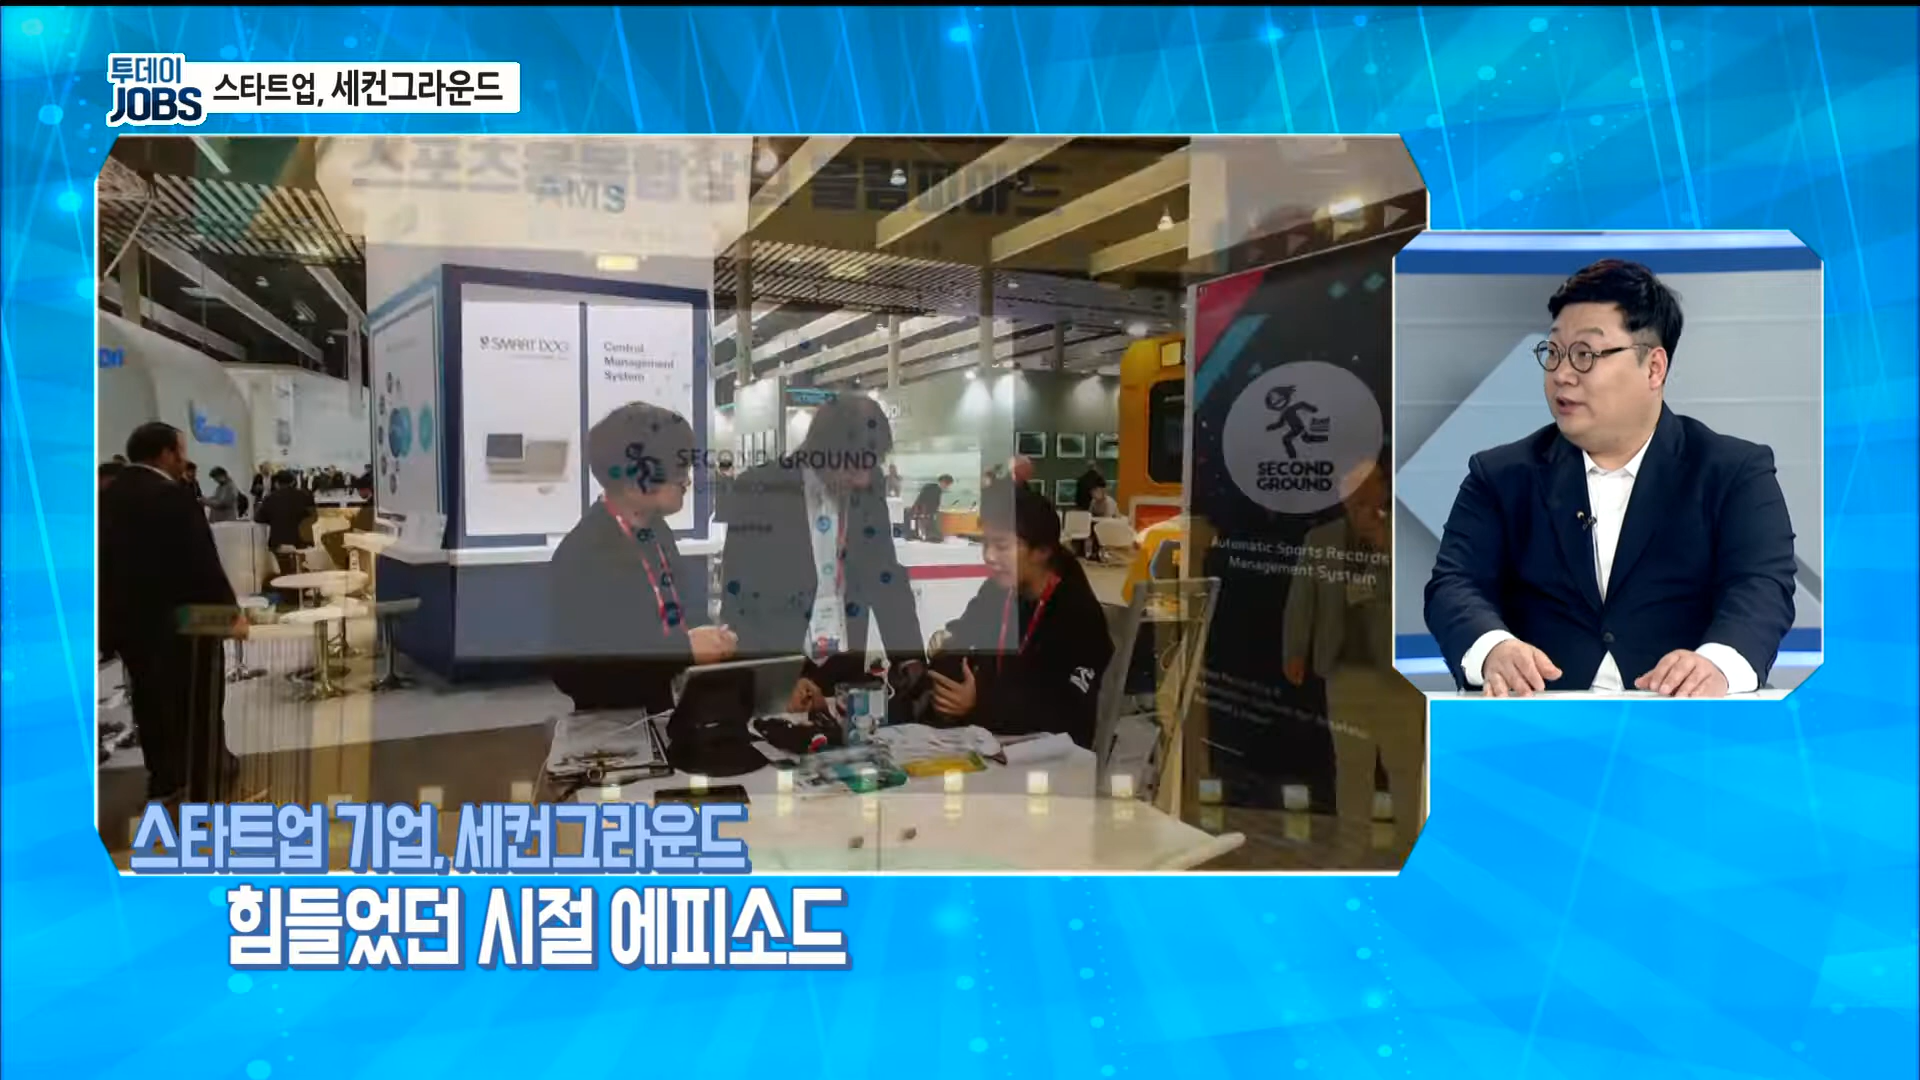 투데이
JOBS
스타트업, 세컨그라운드
AMS
SMART DOG
Central
Management
System
SECOND GROUND
SECOND
GROUND
Automatic Sports Records
Management System
스타트업 기업, 세컨그라운드
힘들었던 시절 에피소드